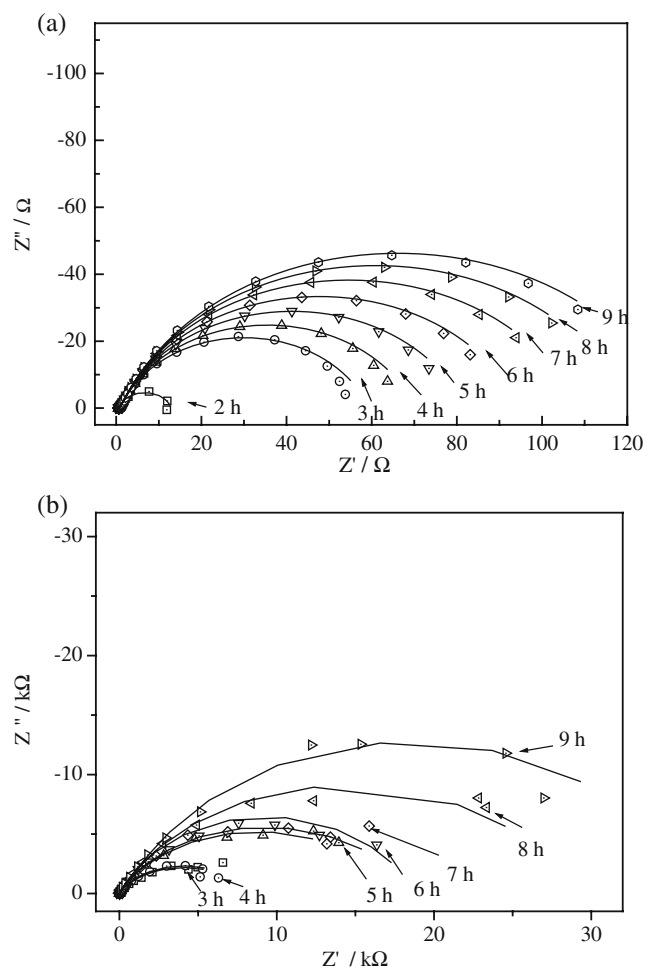 (a)
-100
-80
-60
-40
-20
0
Z'' / Ω
9 h
8 h
7 h
6 h
5 h
4 h
3 h
2 h
0 20 40 60 80 100 120
Z' / Ω
(b)
-30
-20
-10
0
Z'' / kΩ
9 h
8 h
7 h
6 h
5 h
3 h 4 h
0 10 20 30
Z' / kΩ